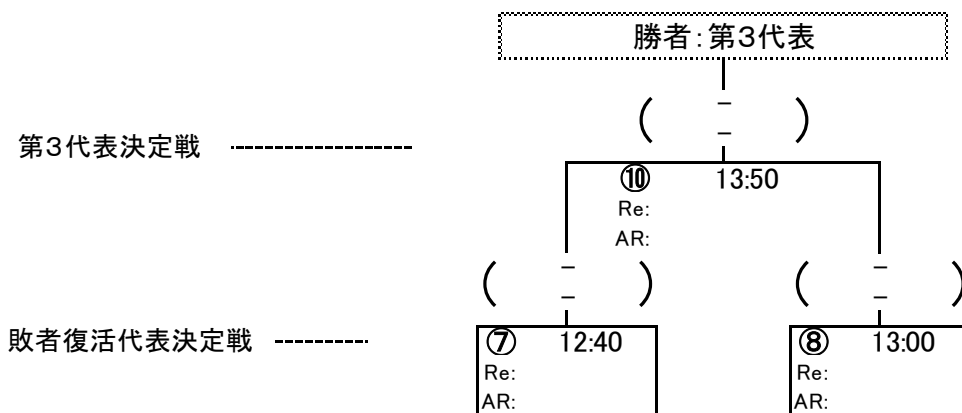 勝者:第3代表
( - )
-
第3代表決定戦
⑩ 13:50
Re:
AR:
( - ) ( - )
- -
敗者復活代表決定戦
⑦ 12:40 ⑧ 13:00
Re: Re:
AR: AR: